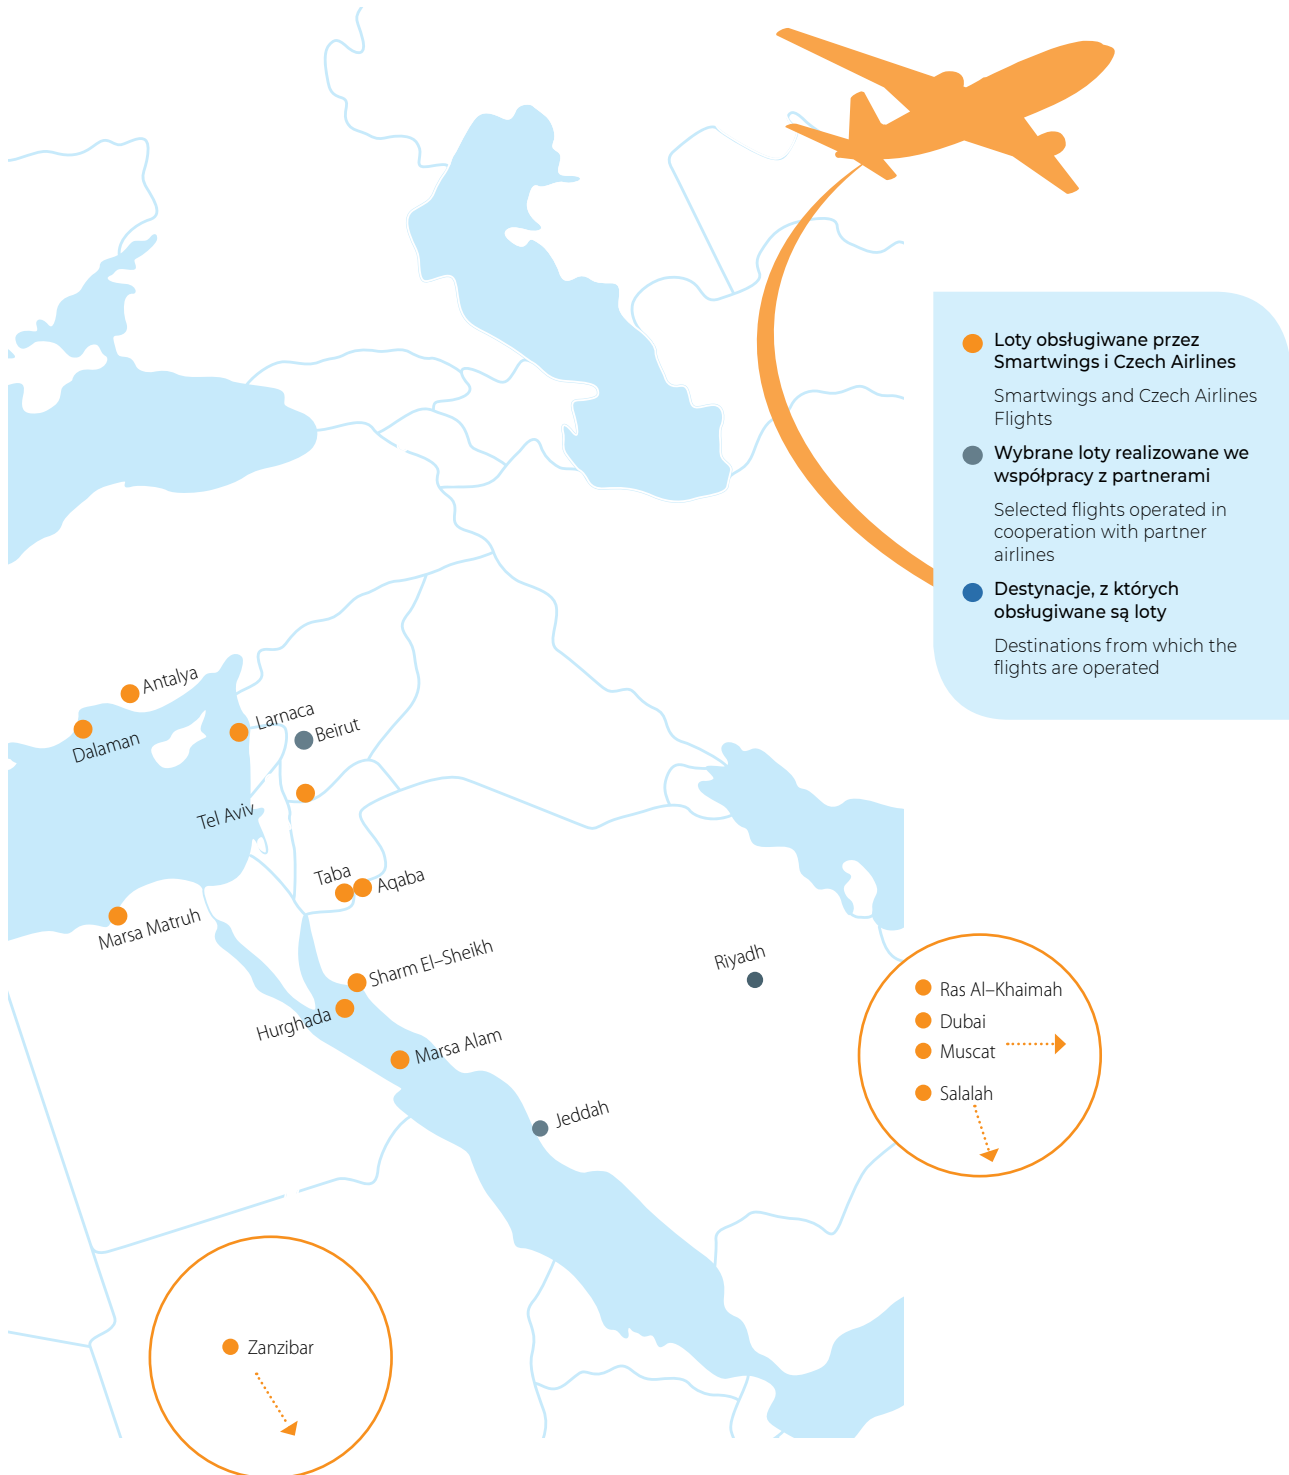 Loty obsługiwane przez
Smartwings i Czech Airlines
Smartwings and Czech Airlines
Flights
Wybrane loty realizowane we
współpracy z partnerami
Selected flights operated in
cooperation with partner
airlines
Destynacje, z których
obsługiwane są loty
Destinations from which the
flights are operated
Antalya
Larnaca
Beirut
Dalaman
Tel Aviv
Taba
Aqaba
Marsa Matruh
Sharm El–Sheikh
Riyadh
Hurghada
Marsa Alam
Jeddah
Ras Al–Khaimah
Dubai
Muscat
Salalah
Zanzibar